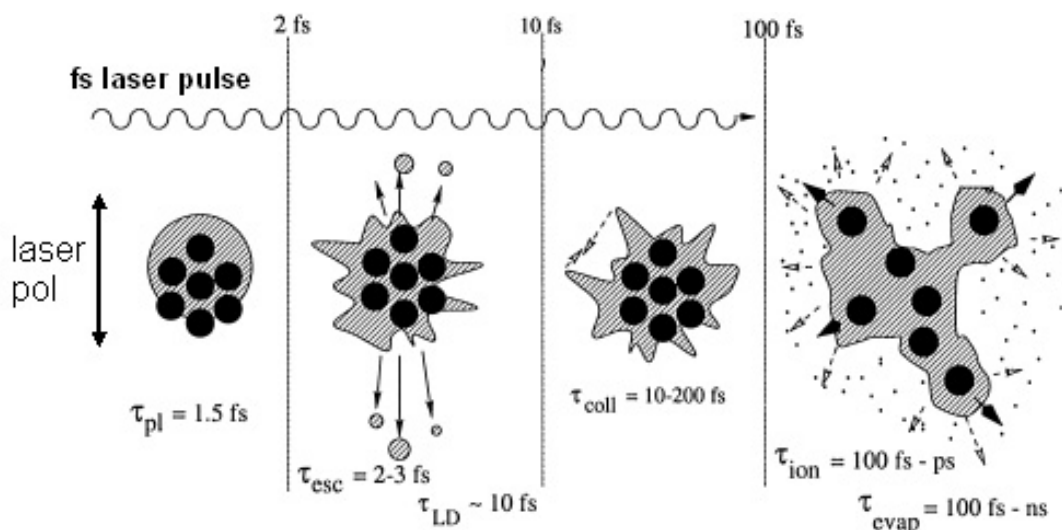 2 fs
10 fs
100 fs
fs laser pulse
laser
pol
τpl = 1.5 fs
τesc = 2-3 fs
τLD ~ 10 fs
τcoll = 10-200 fs
τion = 100 fs - ps
τevap = 100 fs - ns